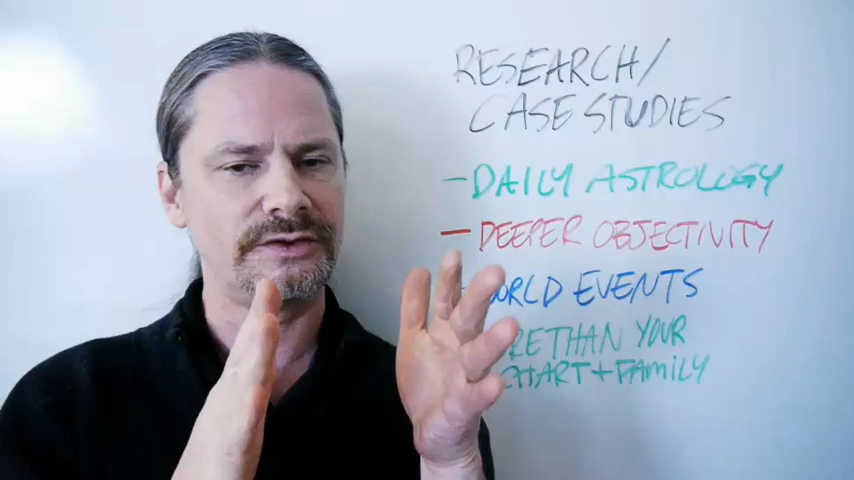 RESEARCH/
CASE STUDIES
- DAILY ASTROLOGY
- DEEPER OBJECTIVITY
EVENTS
THAN YOUR
CHART + FAMILY